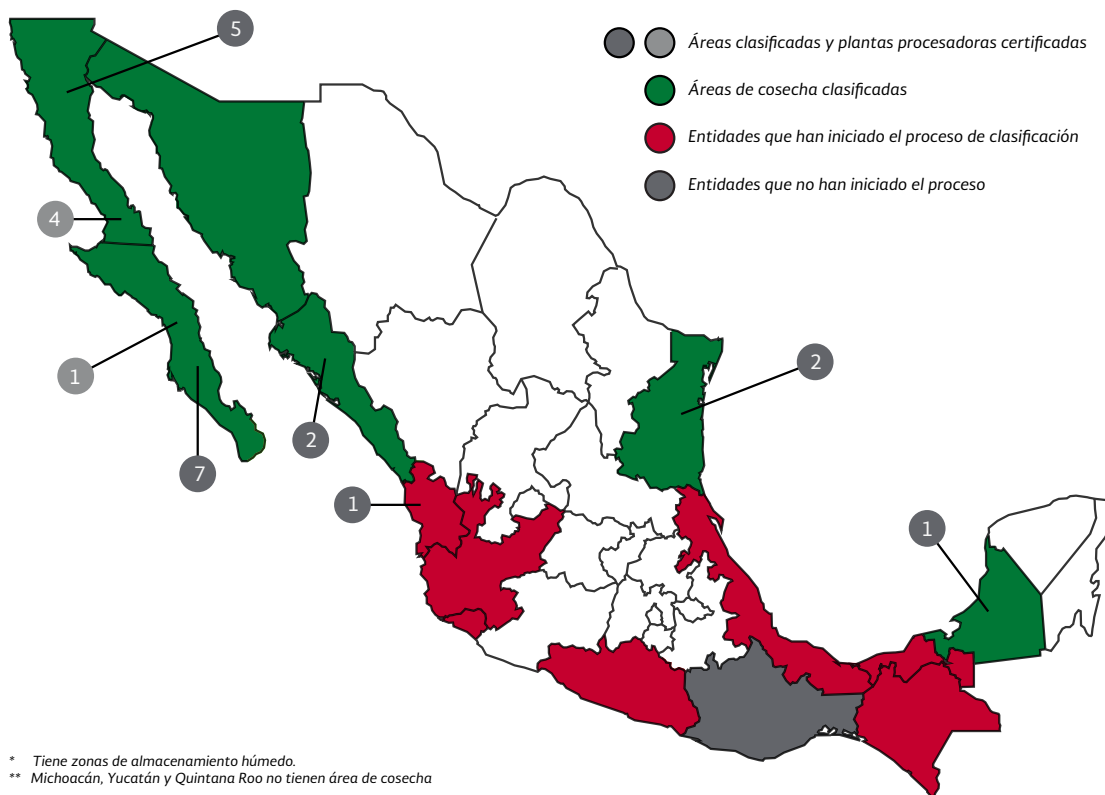 5
Áreas clasificadas y plantas procesadoras certificadas
Áreas de cosecha clasificadas
Entidades que han iniciado el proceso de clasificación
Entidades que no han iniciado el proceso
4
1
2
2
7
1
1
* Tiene zonas de almacenamiento húmedo.
** Michoacán, Yucatán y Quintana Roo no tienen área de cosecha